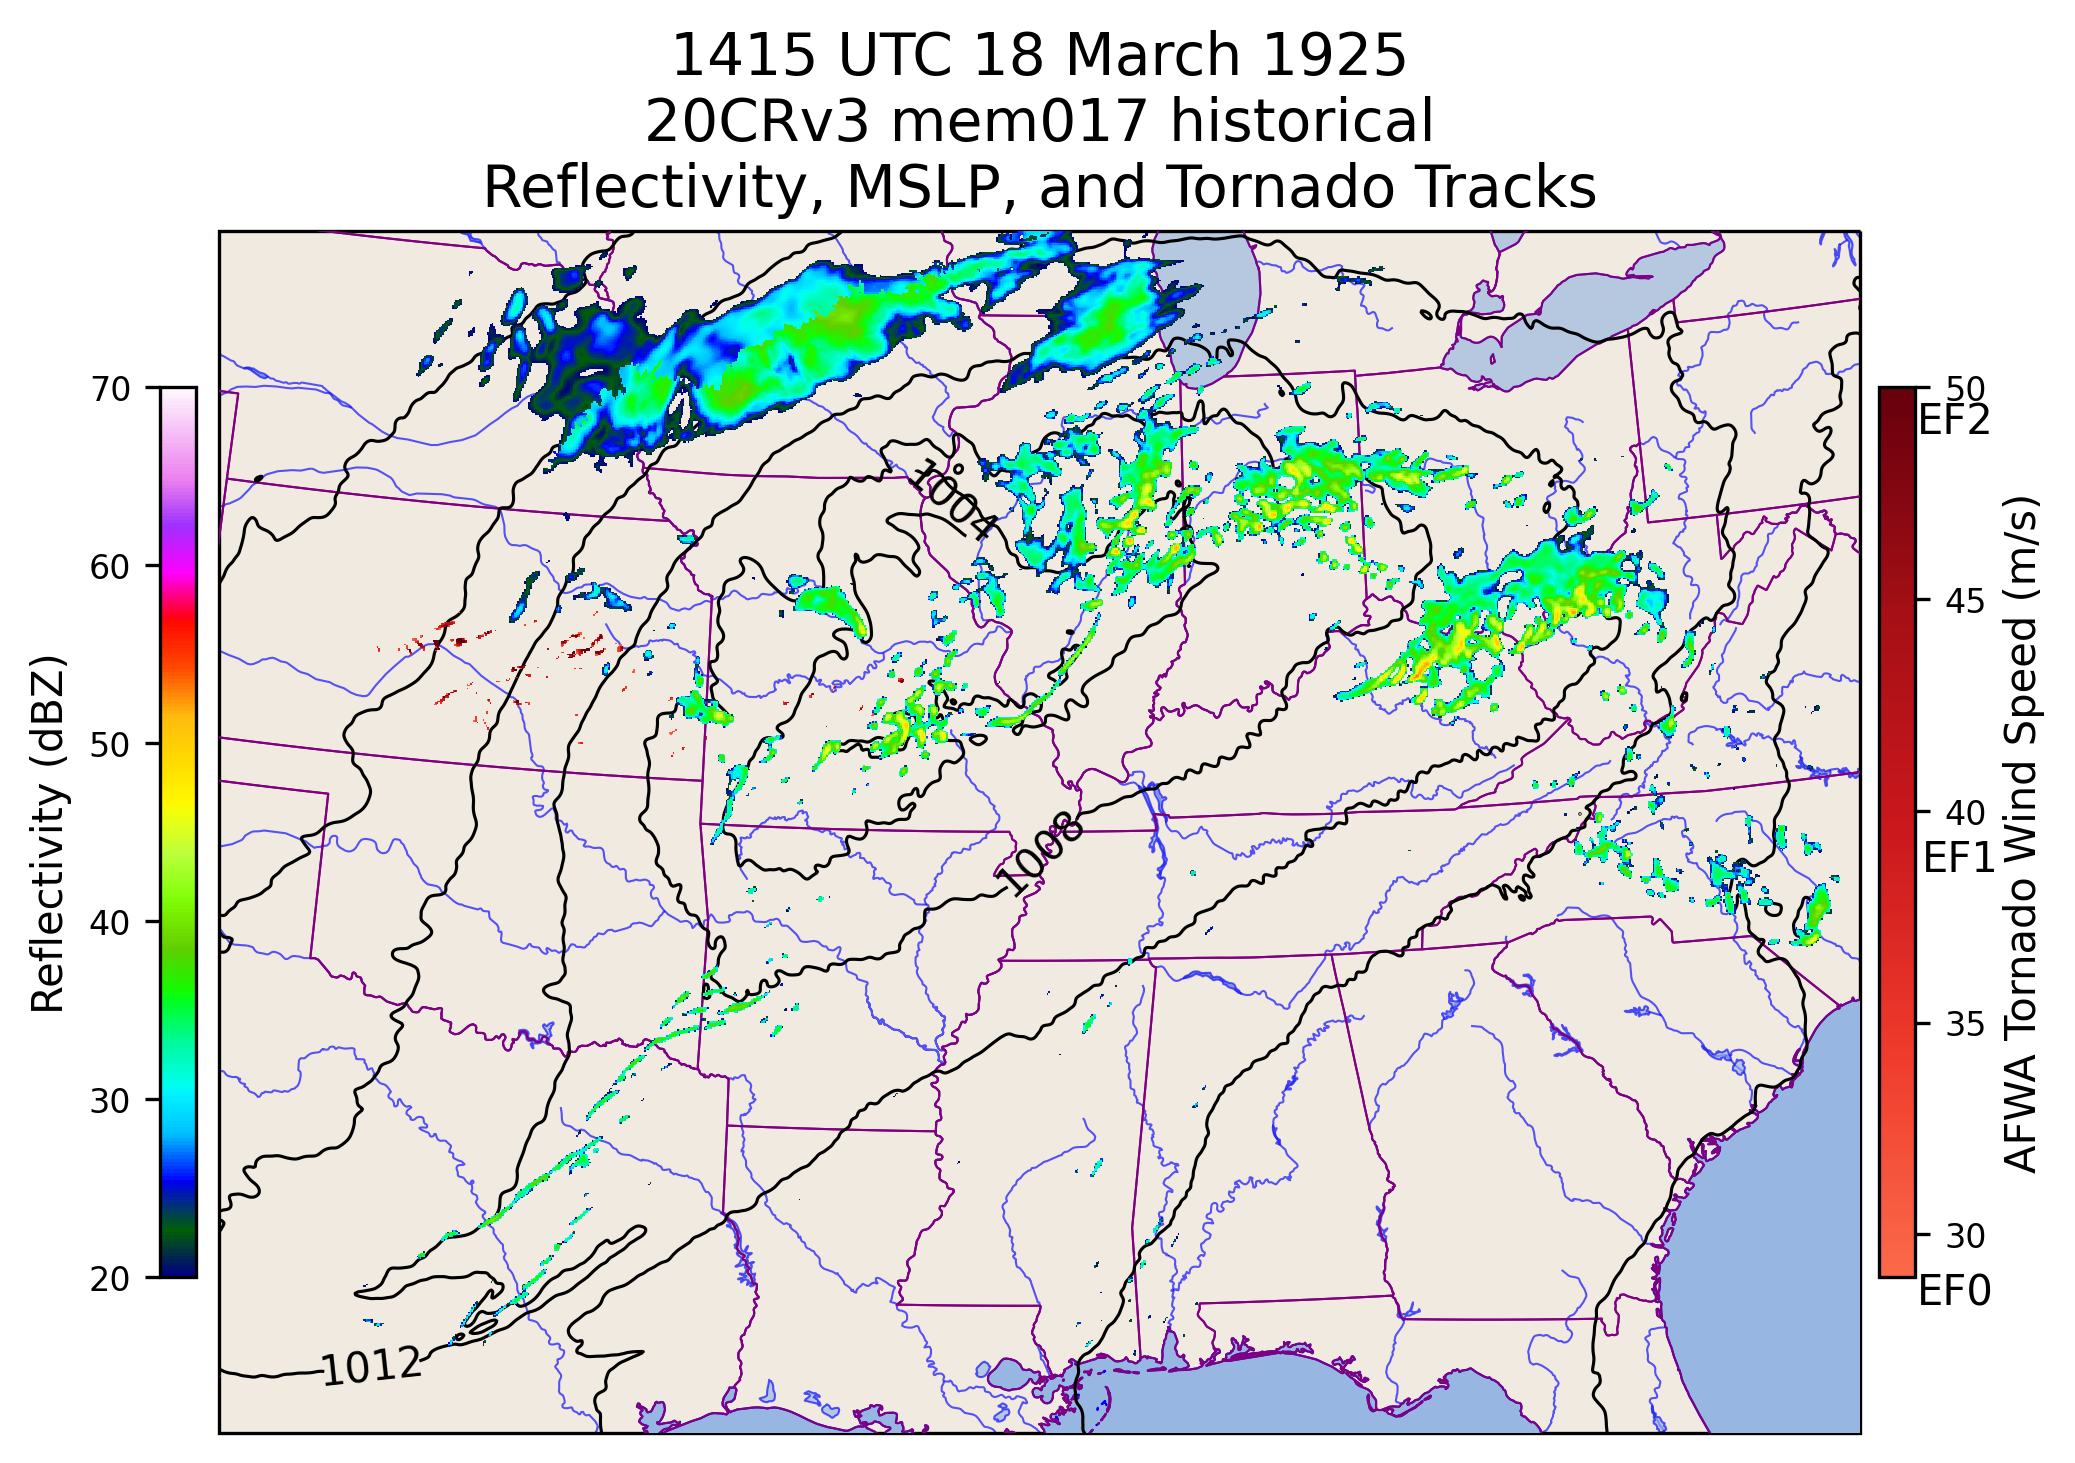 1415 UTC 18 March 1925
20CRv3 mem017 historical
Reflectivity, MSLP, and Tornado Tracks
70
60
50
40
30
20
Reflectivity (dBZ)
1004
1008
1012
50
EF2
45
40
EF1
35
30
EF0
AFWA Tornado Wind Speed (m/s)